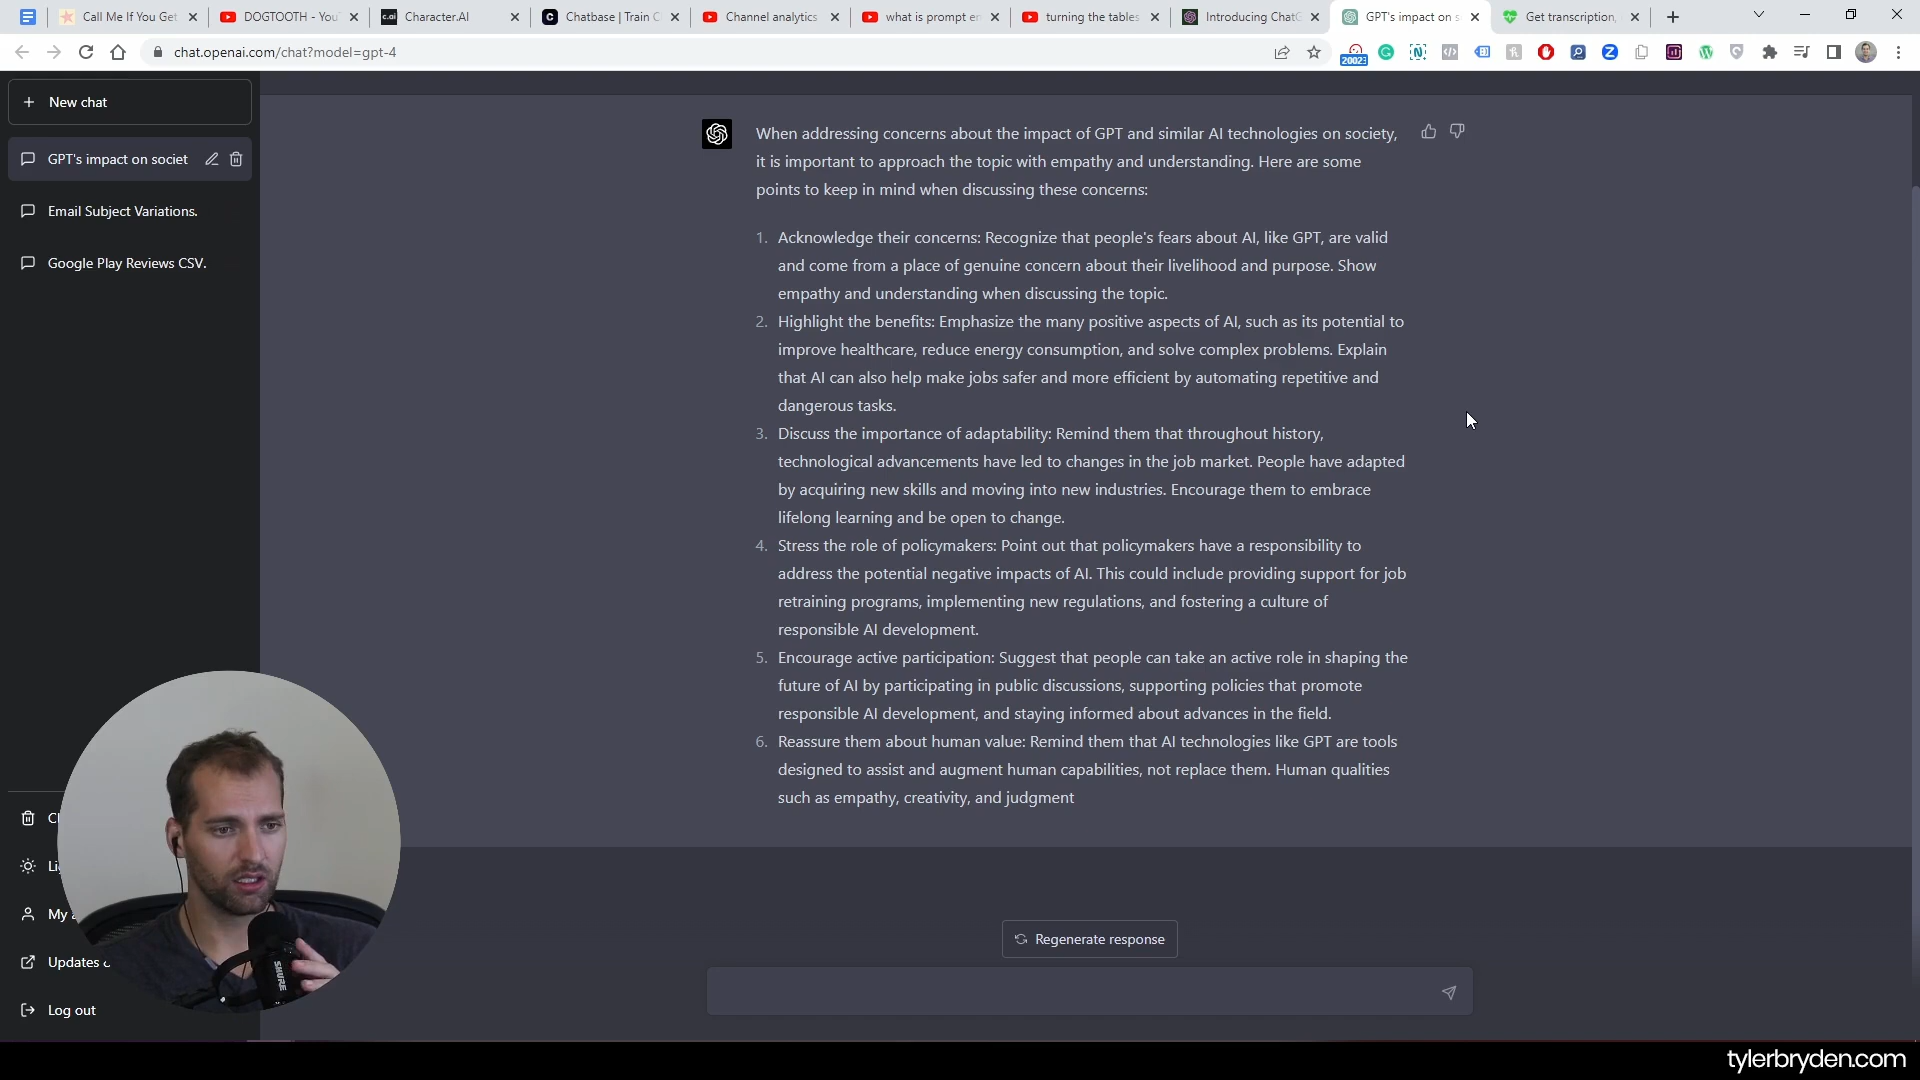 Call Me If You Get
DOGTOOTH - You
Character.AI
Chatbase | Train C
Channel analytics
what is prompt en
turning the tables
Introducing ChatG
GPT's impact on s
Get transcription,
chat.openai.com/chat?model=gpt-4
20023
New chat
GPT's impact on societ
Email Subject Variations.
Google Play Reviews CSV.
When addressing concerns about the impact of GPT and similar AI technologies on society,
it is important to approach the topic with empathy and understanding. Here are some
points to keep in mind when discussing these concerns:
1. Acknowledge their concerns: Recognize that people's fears about AI, like GPT, are valid
and come from a place of genuine concern about their livelihood and purpose. Show
empathy and understanding when discussing the topic.
2. Highlight the benefits: Emphasize the many positive aspects of AI, such as its potential to
improve healthcare, reduce energy consumption, and solve complex problems. Explain
that AI can also help make jobs safer and more efficient by automating repetitive and
dangerous tasks.
3. Discuss the importance of adaptability: Remind them that throughout history,
technological advancements have led to changes in the job market. People have adapted
by acquiring new skills and moving into new industries. Encourage them to embrace
lifelong learning and be open to change.
4. Stress the role of policymakers: Point out that policymakers have a responsibility to
address the potential negative impacts of AI. This could include providing support for job
retraining programs, implementing new regulations, and fostering a culture of
responsible AI development.
5. Encourage active participation: Suggest that people can take an active role in shaping the
future of AI by participating in public discussions, supporting policies that promote
responsible AI development, and staying informed about advances in the field.
6. Reassure them about human value: Remind them that AI technologies like GPT are tools
designed to assist and augment human capabilities, not replace them. Human qualities
such as empathy, creativity, and judgment
My a
Updates
Log out
SHURE
Regenerate response
tylerbryden.com